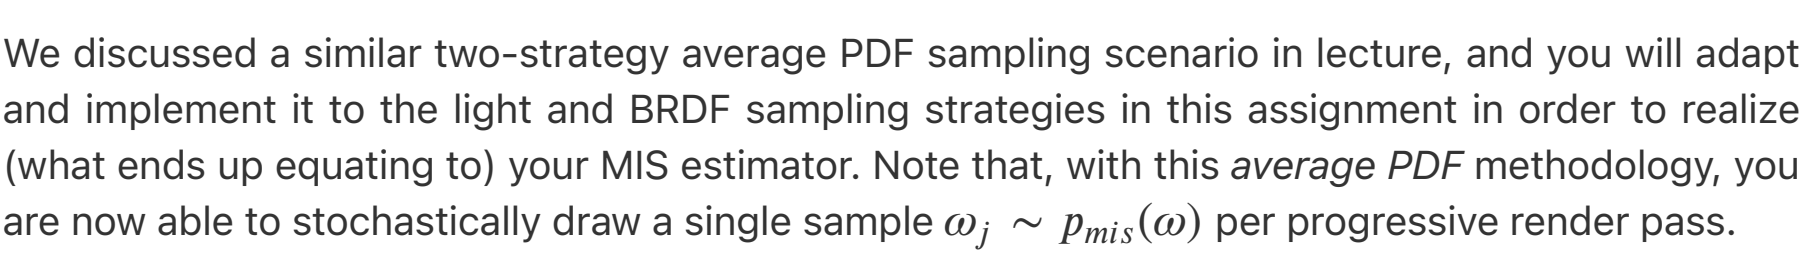 We discussed a similar two-strategy average PDF sampling scenario in lecture, and you will adapt
and implement it to the light and BRDF sampling strategies in this assignment in order to realize
(what ends up equating to) your MIS estimator. Note that, with this average PDF methodology, you
are now able to stochastically draw a single sample ω_j ∼ p_{mis}(ω) per progressive render pass.